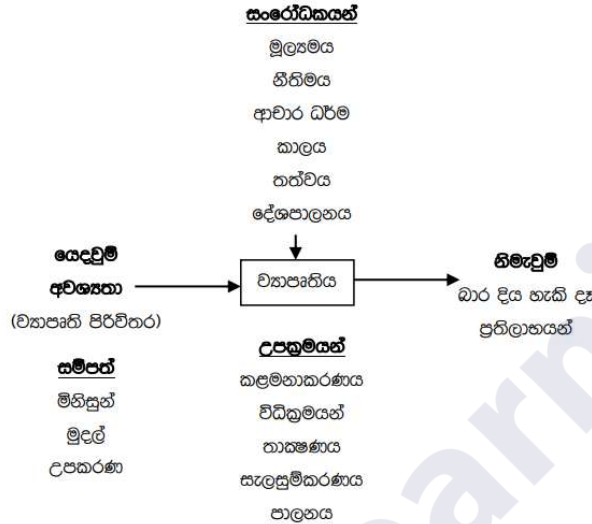 සංරෝධකයන්
මූල්‍යමය
නීතිමය
ආචාර ධර්ම
කාලය
තත්වය
දේශපාලනය
යෙදවුම්
අවශ්‍යතා
(ව්‍යාපෘති පිරිවිතර)
ව්‍යාපෘතිය
නිමැවුම්
බාර දිය හැකි දෑ
ප්‍රතිලාභයන්
සම්පත්
මිනිසුන්
මුදල්
උපකරණ
උපක්‍රමයන්
කළමනාකරණය
විධික්‍රමයන්
තාක්‍ෂණය
සැලසුම්කරණය
පාලනය